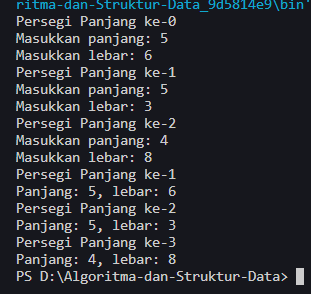 ritma-dan-Struktur-Data_9d5814e9\bin'
Persegi Panjang ke-0
Masukkan panjang: 5
Masukkan lebar: 6
Persegi Panjang ke-1
Masukkan panjang: 5
Masukkan lebar: 3
Persegi Panjang ke-2
Masukkan panjang: 4
Masukkan lebar: 8
Persegi Panjang ke-1
Panjang: 5, lebar: 6
Persegi Panjang ke-2
Panjang: 5, lebar: 3
Persegi Panjang ke-3
Panjang: 4, lebar: 8
PS D:\Algoritma-dan-Struktur-Data>